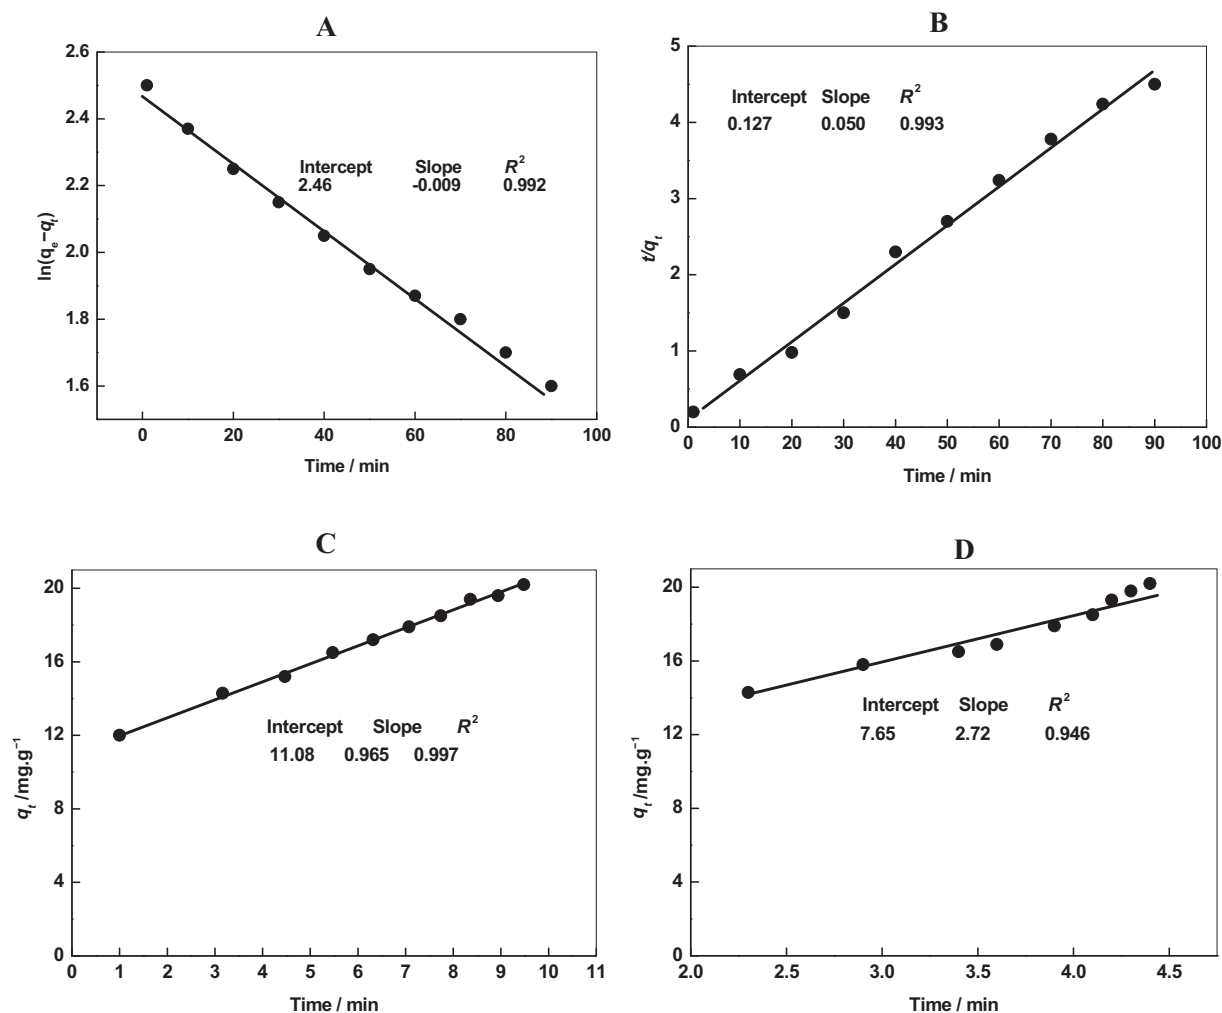 A
2.6
2.4
2.2
2.0
1.8
1.6
ln(qₑ−qₜ)
Intercept Slope R²
2.46 -0.009 0.992
0 20 40 60 80 100
Time / min
B
5
4
3
2
1
0
t/qₜ
Intercept Slope R²
0.127 0.050 0.993
0 10 20 30 40 50 60 70 80 90 100
Time / min
C
20
16
12
8
4
0
qₜ /mg.g⁻¹
Intercept Slope R²
11.08 0.965 0.997
0 1 2 3 4 5 6 7 8 9 10 11
Time / min
D
20
16
12
8
4
0
qₜ /mg.g⁻¹
Intercept Slope R²
7.65 2.72 0.946
2.0 2.5 3.0 3.5 4.0 4.5
Time / min